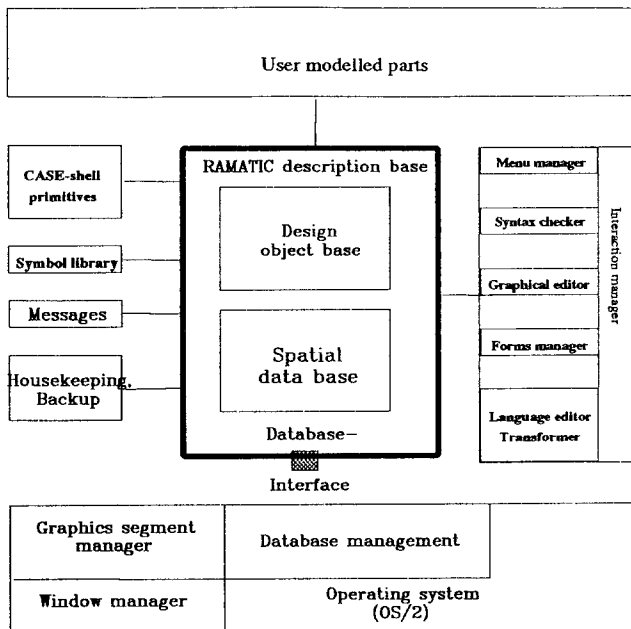 User modelled parts
CASE-shell
primitives
Symbol library
Messages
Housekeeping,
Backup
RAMATIC description base
Design
object base
Spatial
data base
Database-
Interface
Menu manager
Syntax checker
Graphical editor
Forms manager
Language editor
Transformer
Interaction
manager
Graphics segment
manager
Database management
Window manager
Operating system
(OS/2)